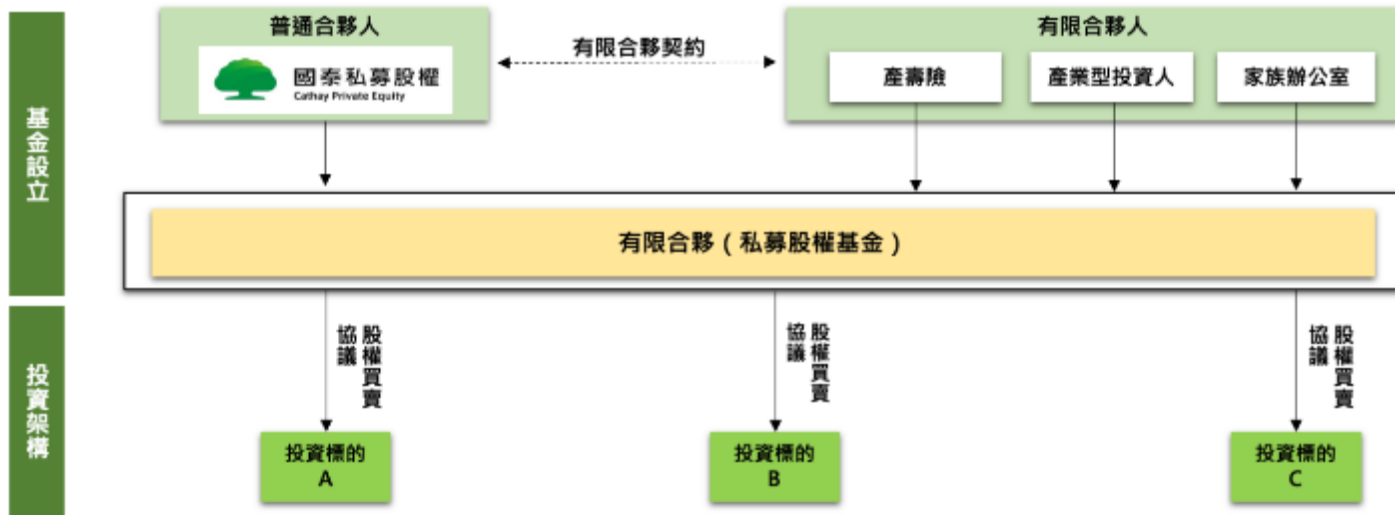 基金設立
普通合夥人
國泰私募股權
Cathay Private Equity
有限合夥契約
有限合夥人
產壽險
產業型投資人
家族辦公室
有限合夥（私募股權基金）
投資架構
股權買賣
協議
股權買賣
協議
股權買賣
協議
投資標的
A
投資標的
B
投資標的
C